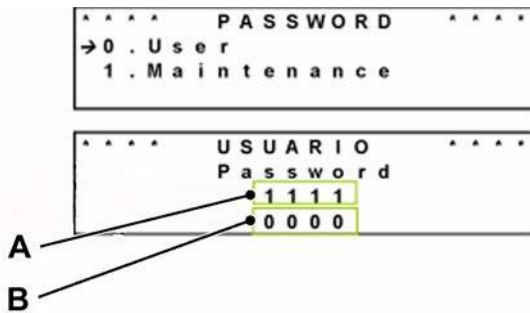 * * * * PASSWORD * * * *
→0.User
1.Maintenance
* * * * USUARIO * * * *
Password
1111
0000
A
B